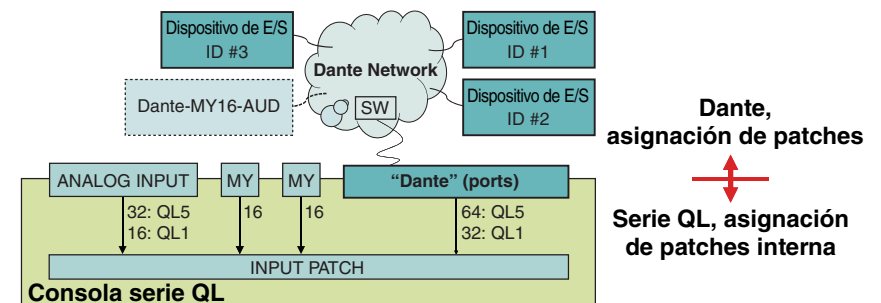 Dispositivo de E/S
ID #3
Dispositivo de E/S
ID #1
Dante Network
Dante-MY16-AUD
SW
Dispositivo de E/S
ID #2
Dante,
asignación de patches
ANALOG INPUT
MY
MY
“Dante” (ports)
32: QL5
16: QL1
16
16
64: QL5
32: QL1
Serie QL, asignación
de patches interna
INPUT PATCH
Consola serie QL